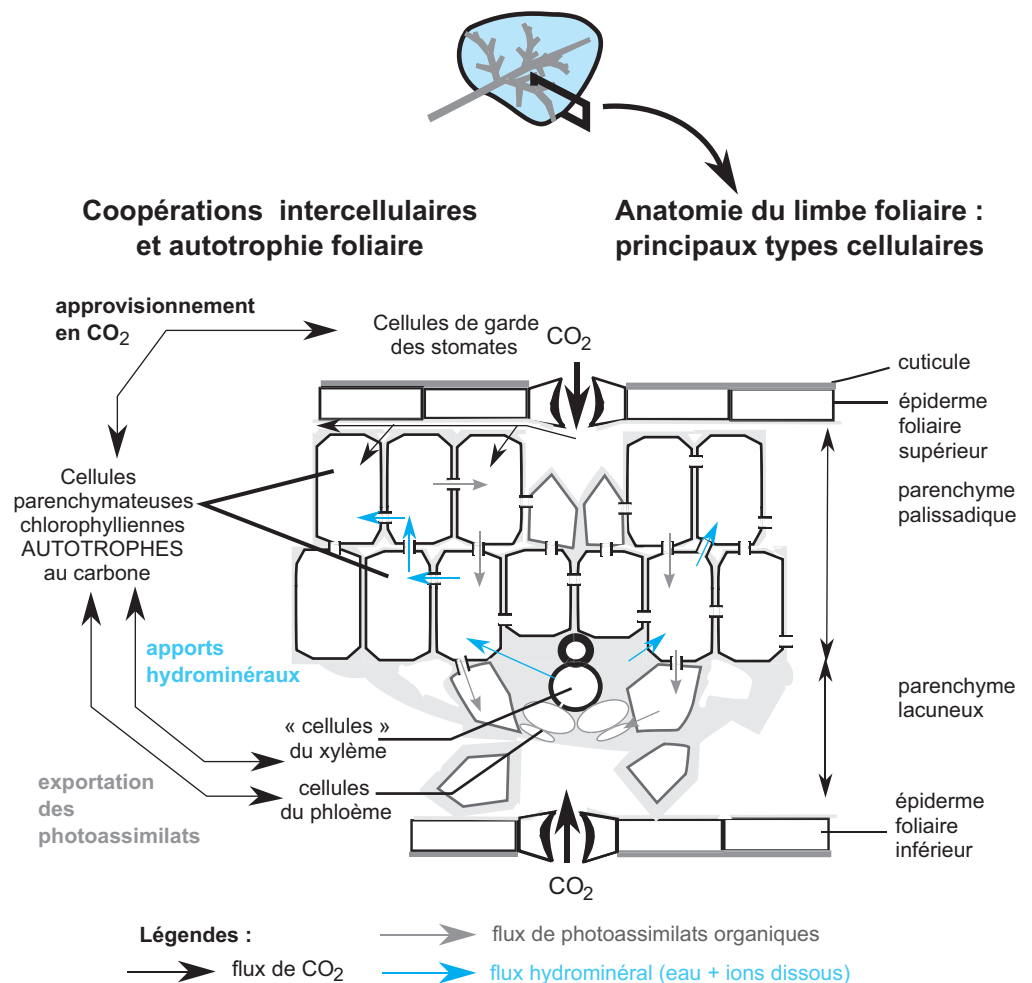 Coopérations intercellulaires
et autotrophie foliaire
Anatomie du limbe foliaire :
principaux types cellulaires
approvisionnement
en CO2
Cellules de garde
des stomates
CO2
cuticule
épiderme
foliaire
supérieur
parenchyme
palissadique
Cellules
parenchymateuses
chlorophylliennes
AUTOTROPHES
au carbone
apports
hydrominéraux
parenchyme
lacuneux
« cellules »
du xylème
exportation
des
photoassimilats
cellules
du phloème
épiderme
foliaire
inférieur
CO2
Légendes :
flux de photoassimilats organiques
flux de CO2
flux hydrominéral (eau + ions dissous)